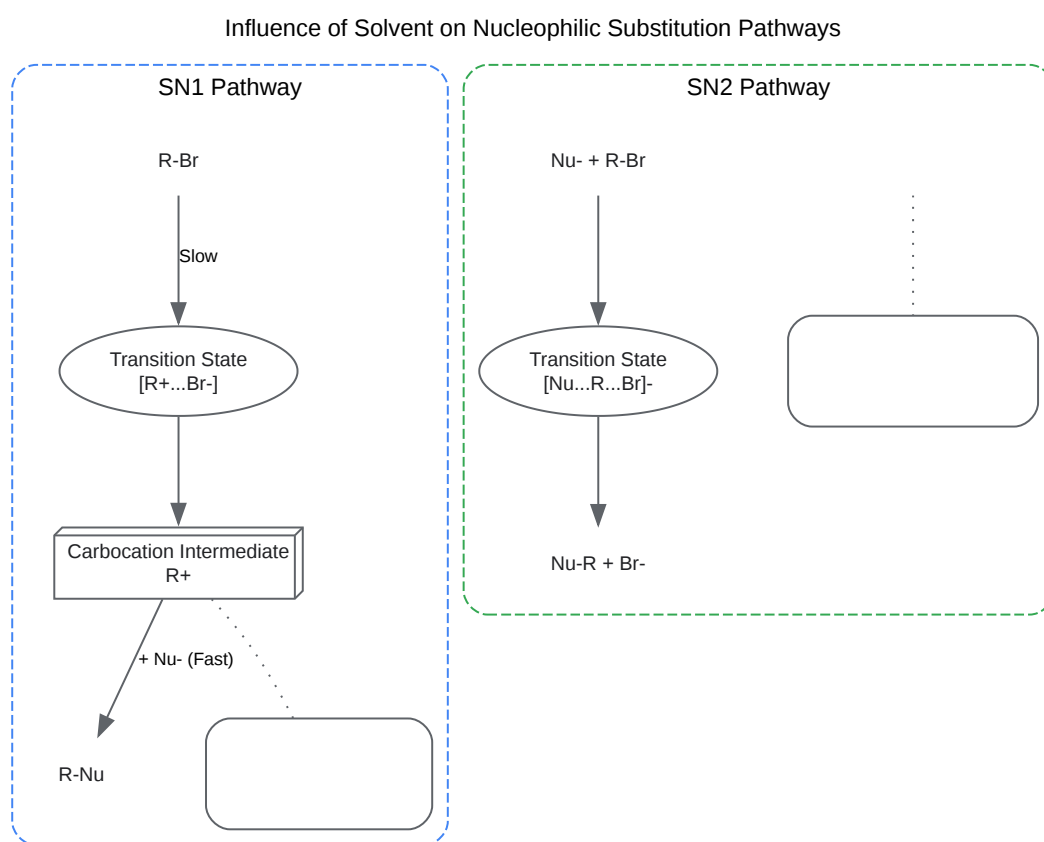 Influence of Solvent on Nucleophilic Substitution Pathways
SN1 Pathway
R-Br
Slow
Transition State
[R+...Br-]
Carbocation Intermediate
R+
+ Nu- (Fast)
R-Nu
SN2 Pathway
Nu- + R-Br
Transition State
[Nu...R...Br]-
Nu-R + Br-